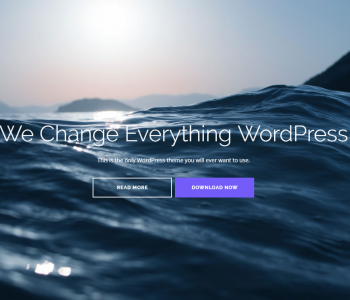 We Change Everything WordPress
This is the only WordPress theme you will ever want to use.
READ MORE
DOWNLOAD NOW